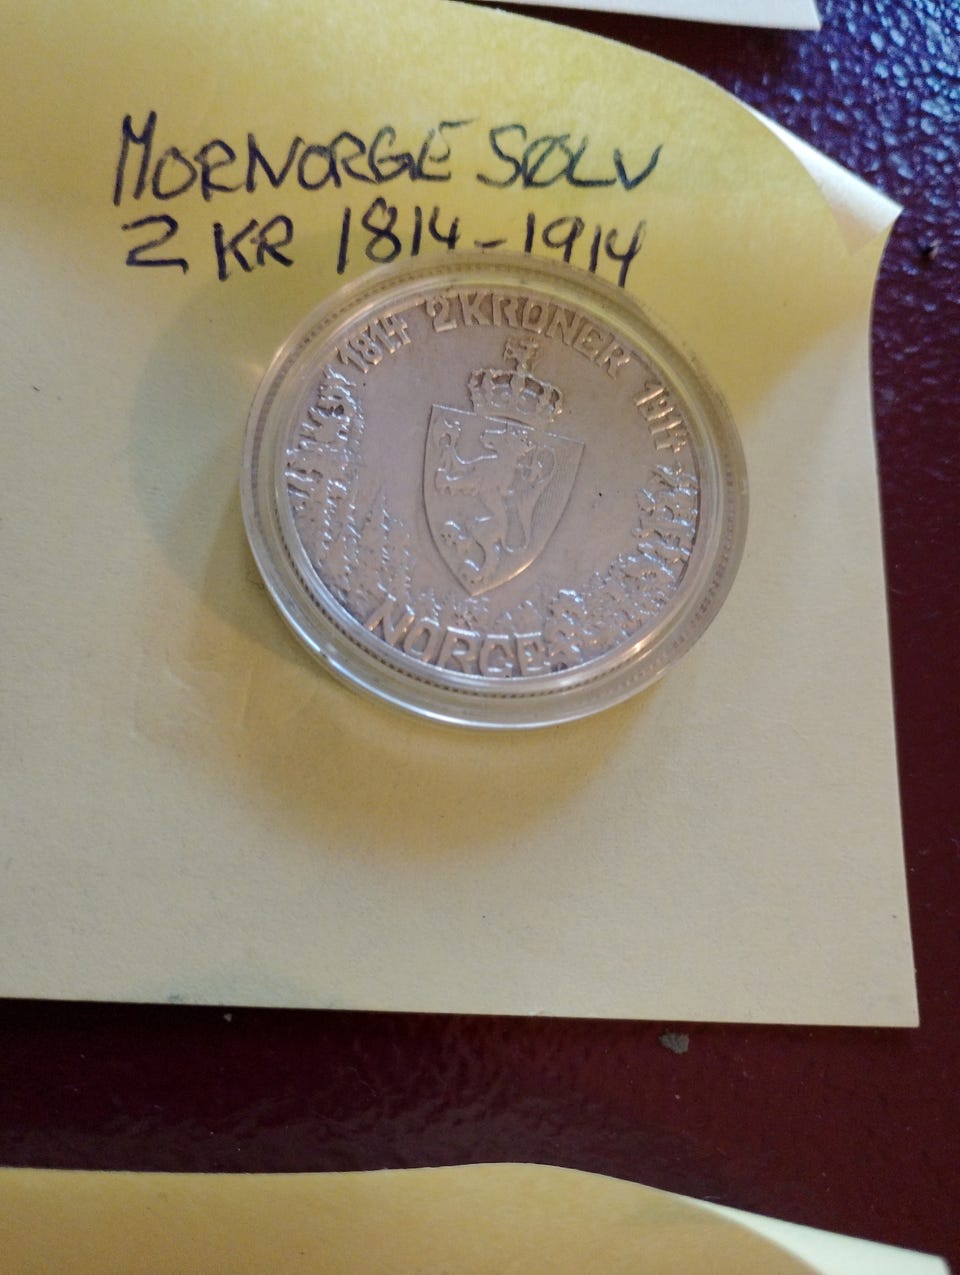 MORNORGE SØLV
2 KR 1814-1914
1814 2 KRONER 1914
NORGE